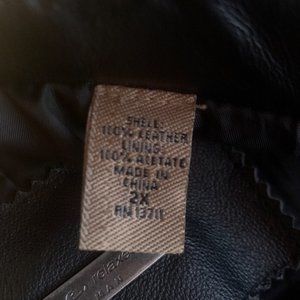 SHELL:
100% LEATHER
LINING:
100% ACETATE
MADE IN
CHINA
2X
RN 13711